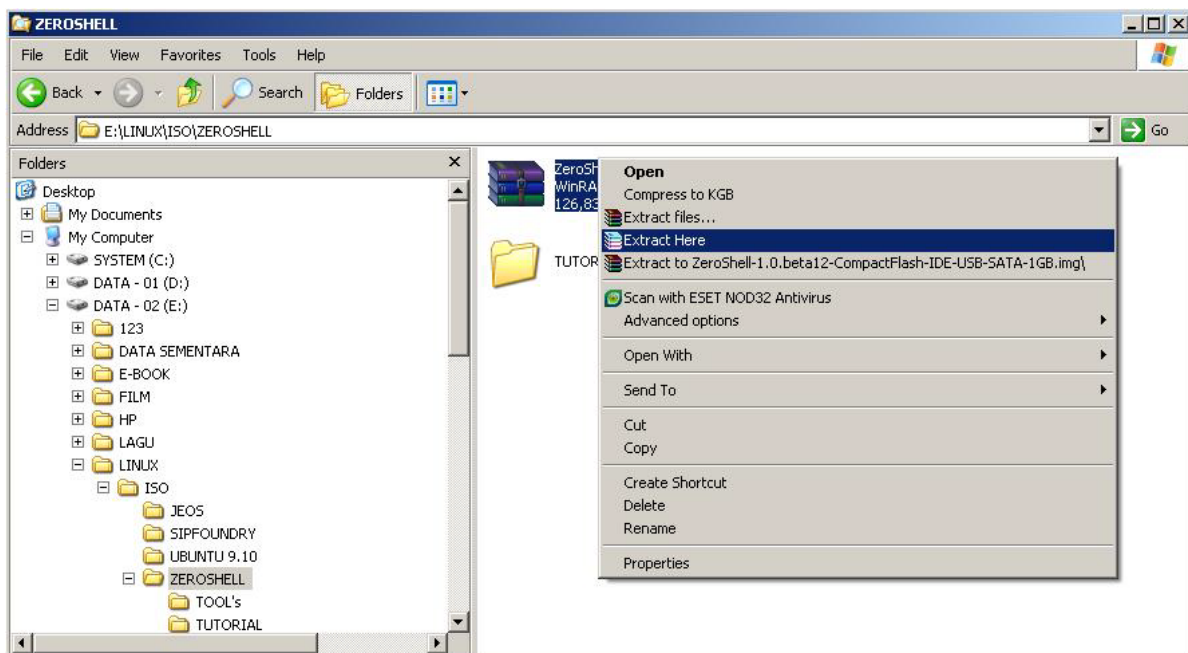 ZEROSHELL
File Edit View Favorites Tools Help
Back Search Folders
Address E:\LINUX\ISO\ZEROSHELL Go
Folders
Desktop
My Documents
My Computer
SYSTEM (C:)
DATA - 01 (D:)
DATA - 02 (E:)
123
DATA SEMENTARA
E-BOOK
FILM
HP
LAGU
LINUX
ISO
JEOS
SIPFOUNDRY
UBUNTU 9.10
ZEROSHELL
TOOL's
TUTORIAL
ZeroSh
WinRA
126,83
TUTOR
Open
Compress to KGB
Extract files...
Extract Here
Extract to ZeroShell-1.0.beta12-CompactFlash-IDE-USB-SATA-1GB.img\
Scan with ESET NOD32 Antivirus
Advanced options
Open With
Send To
Cut
Copy
Create Shortcut
Delete
Rename
Properties